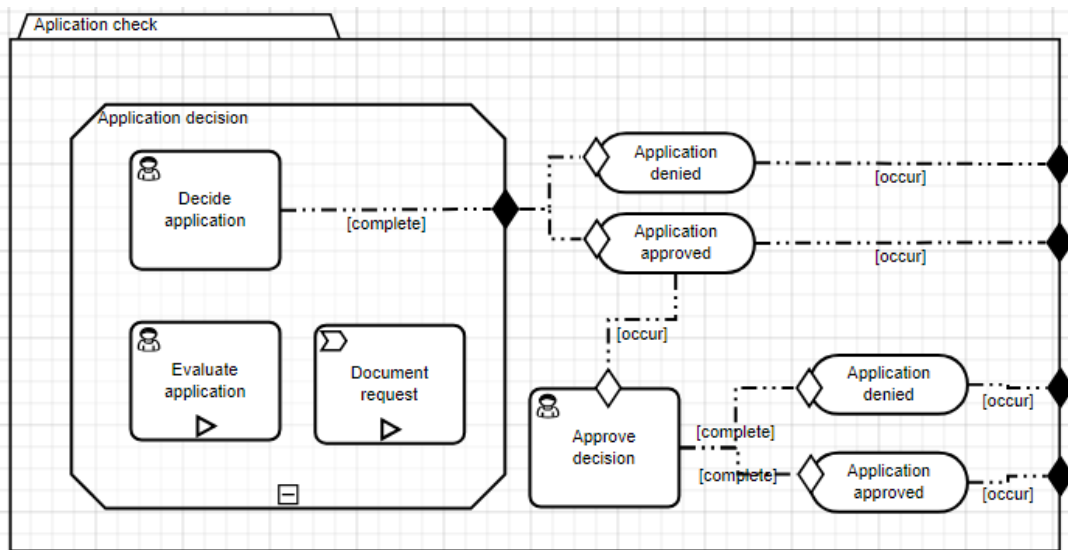 Aplication check
Application decision
Decide
application
[complete]
Application
denied
[occur]
Application
approved
[occur]
[occur]
Evaluate
application
Document
request
Approve
decision
[complete]
[complete]
Application
denied
[occur]
Application
approved
[occur]